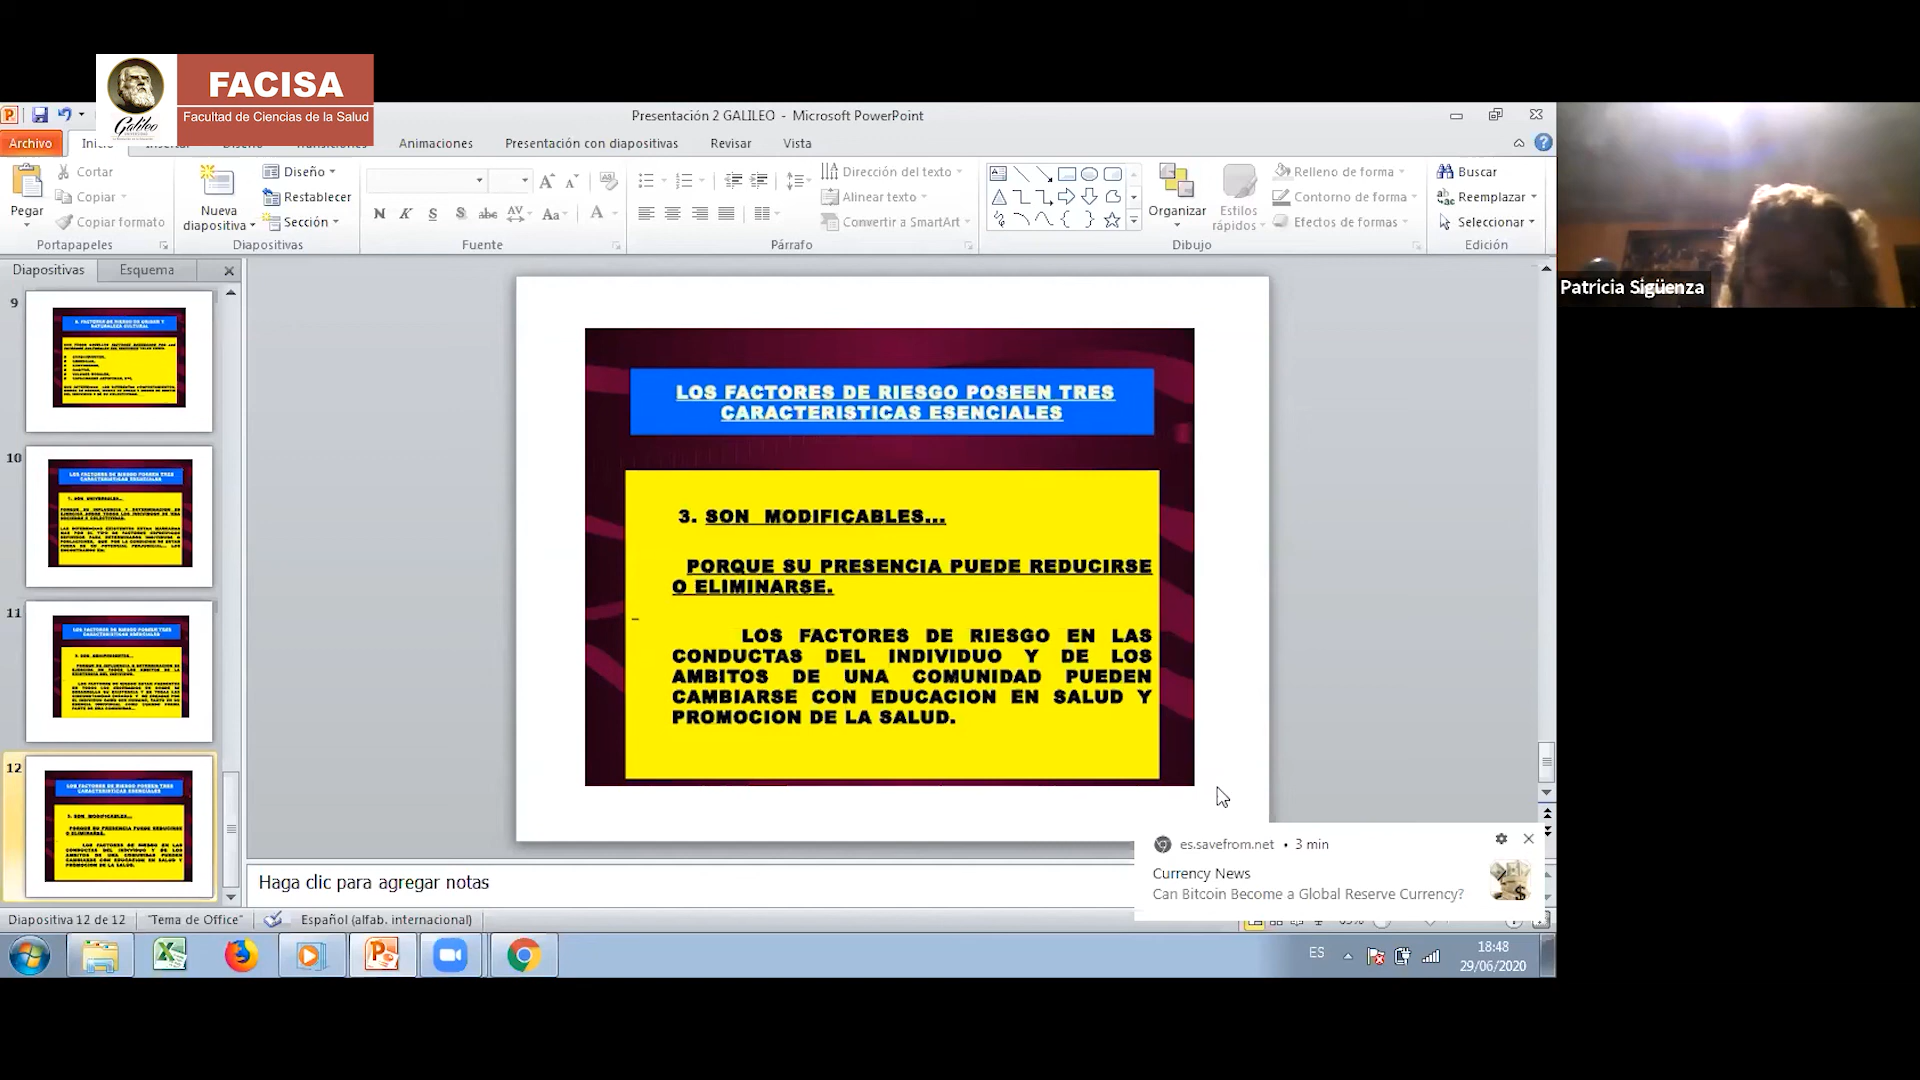 FACISA
Facultad de Ciencias de la Salud
Galileo
Presentación 2 GALILEO - Microsoft PowerPoint
Archivo
Animaciones
Presentación con diapositivas
Revisar
Vista
Pegar
Cortar
Copiar
Copiar formato
Portapapeles
Nueva
diapositiva
Diseño
Restablecer
Sección
Diapositivas
Fuente
Dirección del texto
Alinear texto
Convertir a SmartArt
Párrafo
Organizar
Estilos
rápidos
Relleno de forma
Contorno de forma
Efectos de formas
Dibujo
Buscar
Reemplazar
Seleccionar
Edición
Diapositivas
Esquema
9
10
11
12
LOS FACTORES DE RIESGO POSEEN TRES
CARACTERISTICAS ESENCIALES
3. SON MODIFICABLES...
PORQUE SU PRESENCIA PUEDE REDUCIRSE
O ELIMINARSE.
LOS FACTORES DE RIESGO EN LAS
CONDUCTAS DEL INDIVIDUO Y DE LOS
AMBITOS DE UNA COMUNIDAD PUEDEN
CAMBIARSE CON EDUCACION EN SALUD Y
PROMOCION DE LA SALUD.
Patricia Sigüenza
es.savefrom.net • 3 min
Currency News
Can Bitcoin Become a Global Reserve Currency?
Haga clic para agregar notas
Diapositiva 12 de 12
"Tema de Office"
Español (alfab. internacional)
ES
18:48
29/06/2020